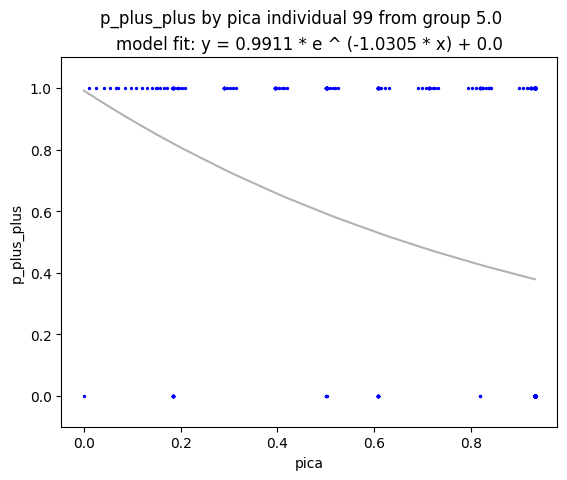 p_plus_plus by pica individual 99 from group 5.0
model fit: y = 0.9911 * e ^ (-1.0305 * x) + 0.0
1.0
0.8
0.6
0.4
0.2
0.0
p_plus_plus
0.0 0.2 0.4 0.6 0.8
pica